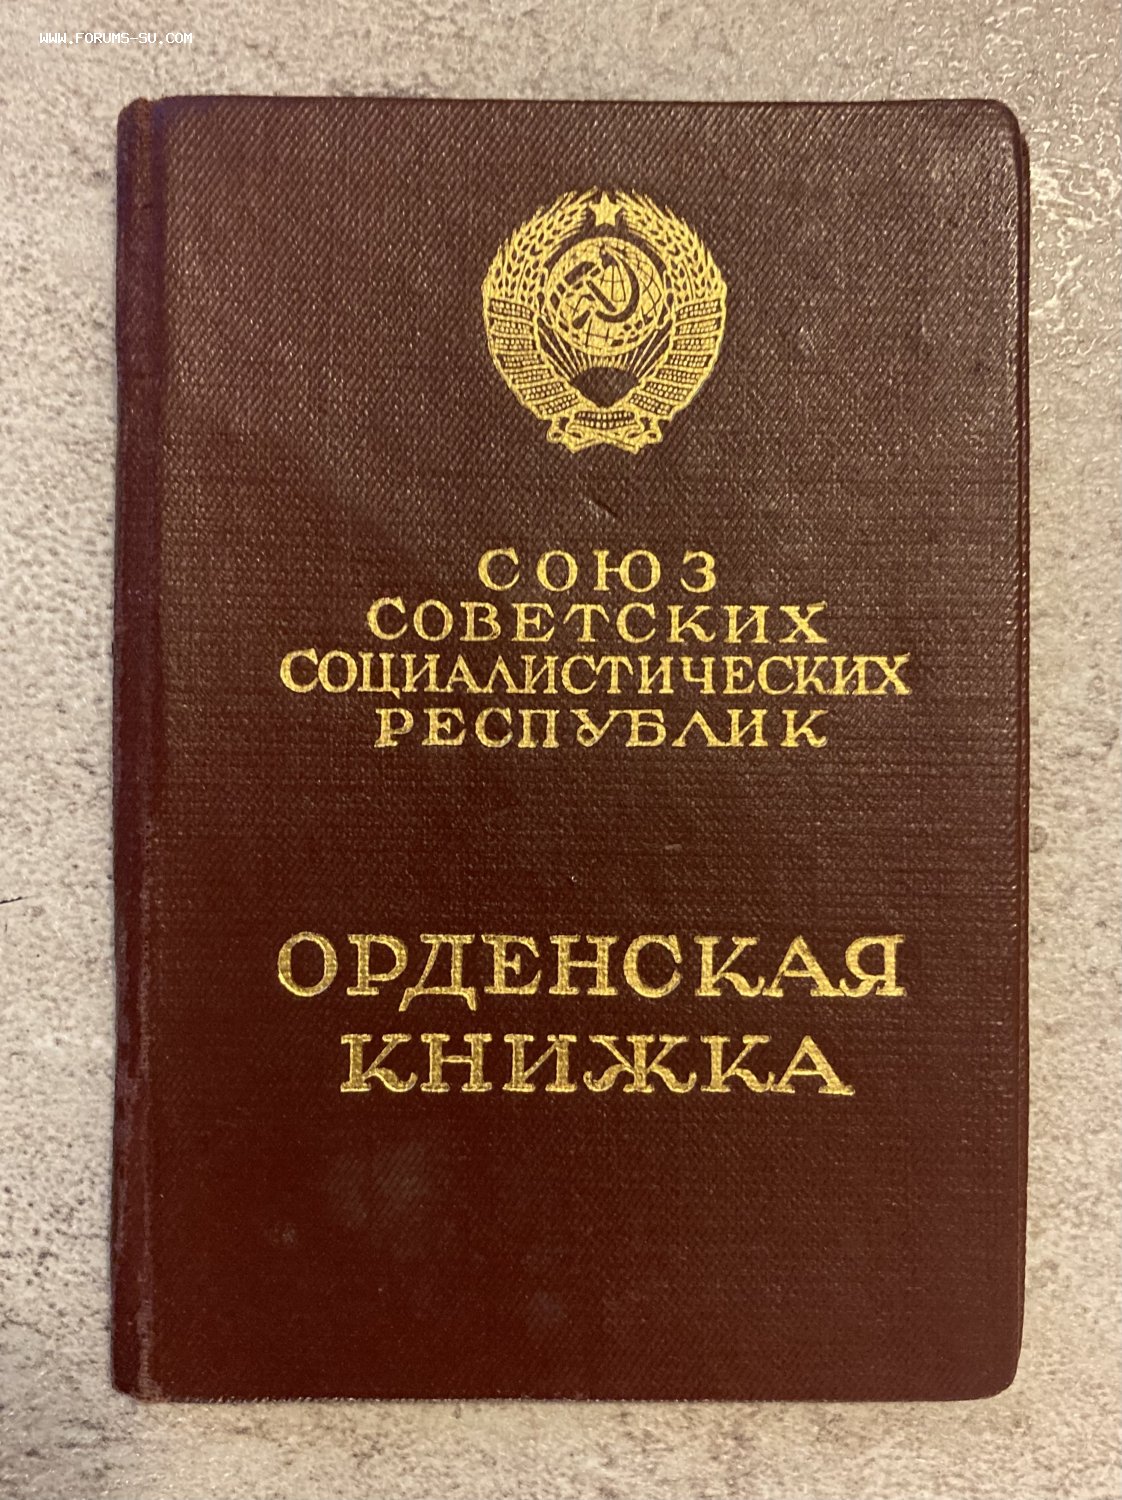 WWW.FORUMS-SU.COM
СОЮЗ
СОВЕТСКИХ
СОЦИАЛИСТИЧЕСКИХ
РЕСПУБЛИК
ОРДЕНСКАЯ
КНИЖКА